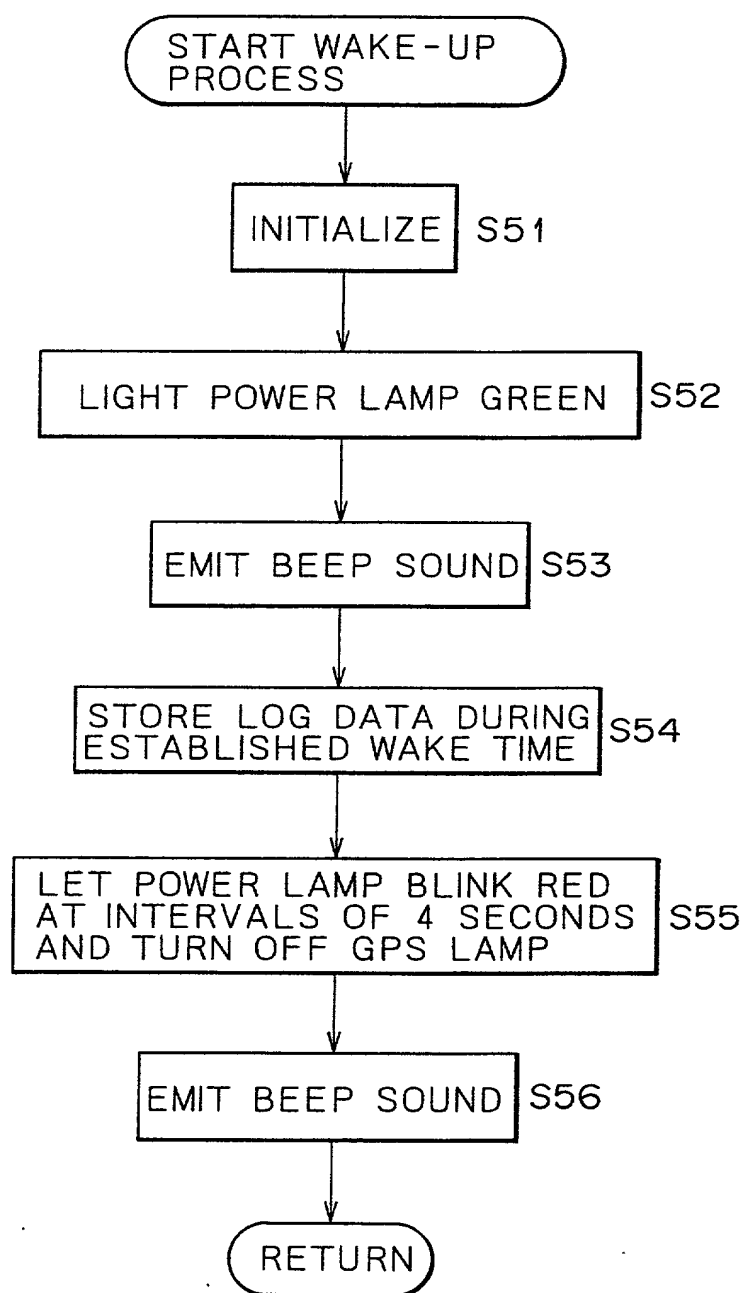 START WAKE-UP
PROCESS
INITIALIZE S51
LIGHT POWER LAMP GREEN S52
EMIT BEEP SOUND S53
STORE LOG DATA DURING
ESTABLISHED WAKE TIME S54
LET POWER LAMP BLINK RED
AT INTERVALS OF 4 SECONDS S55
AND TURN OFF GPS LAMP
EMIT BEEP SOUND S56
RETURN